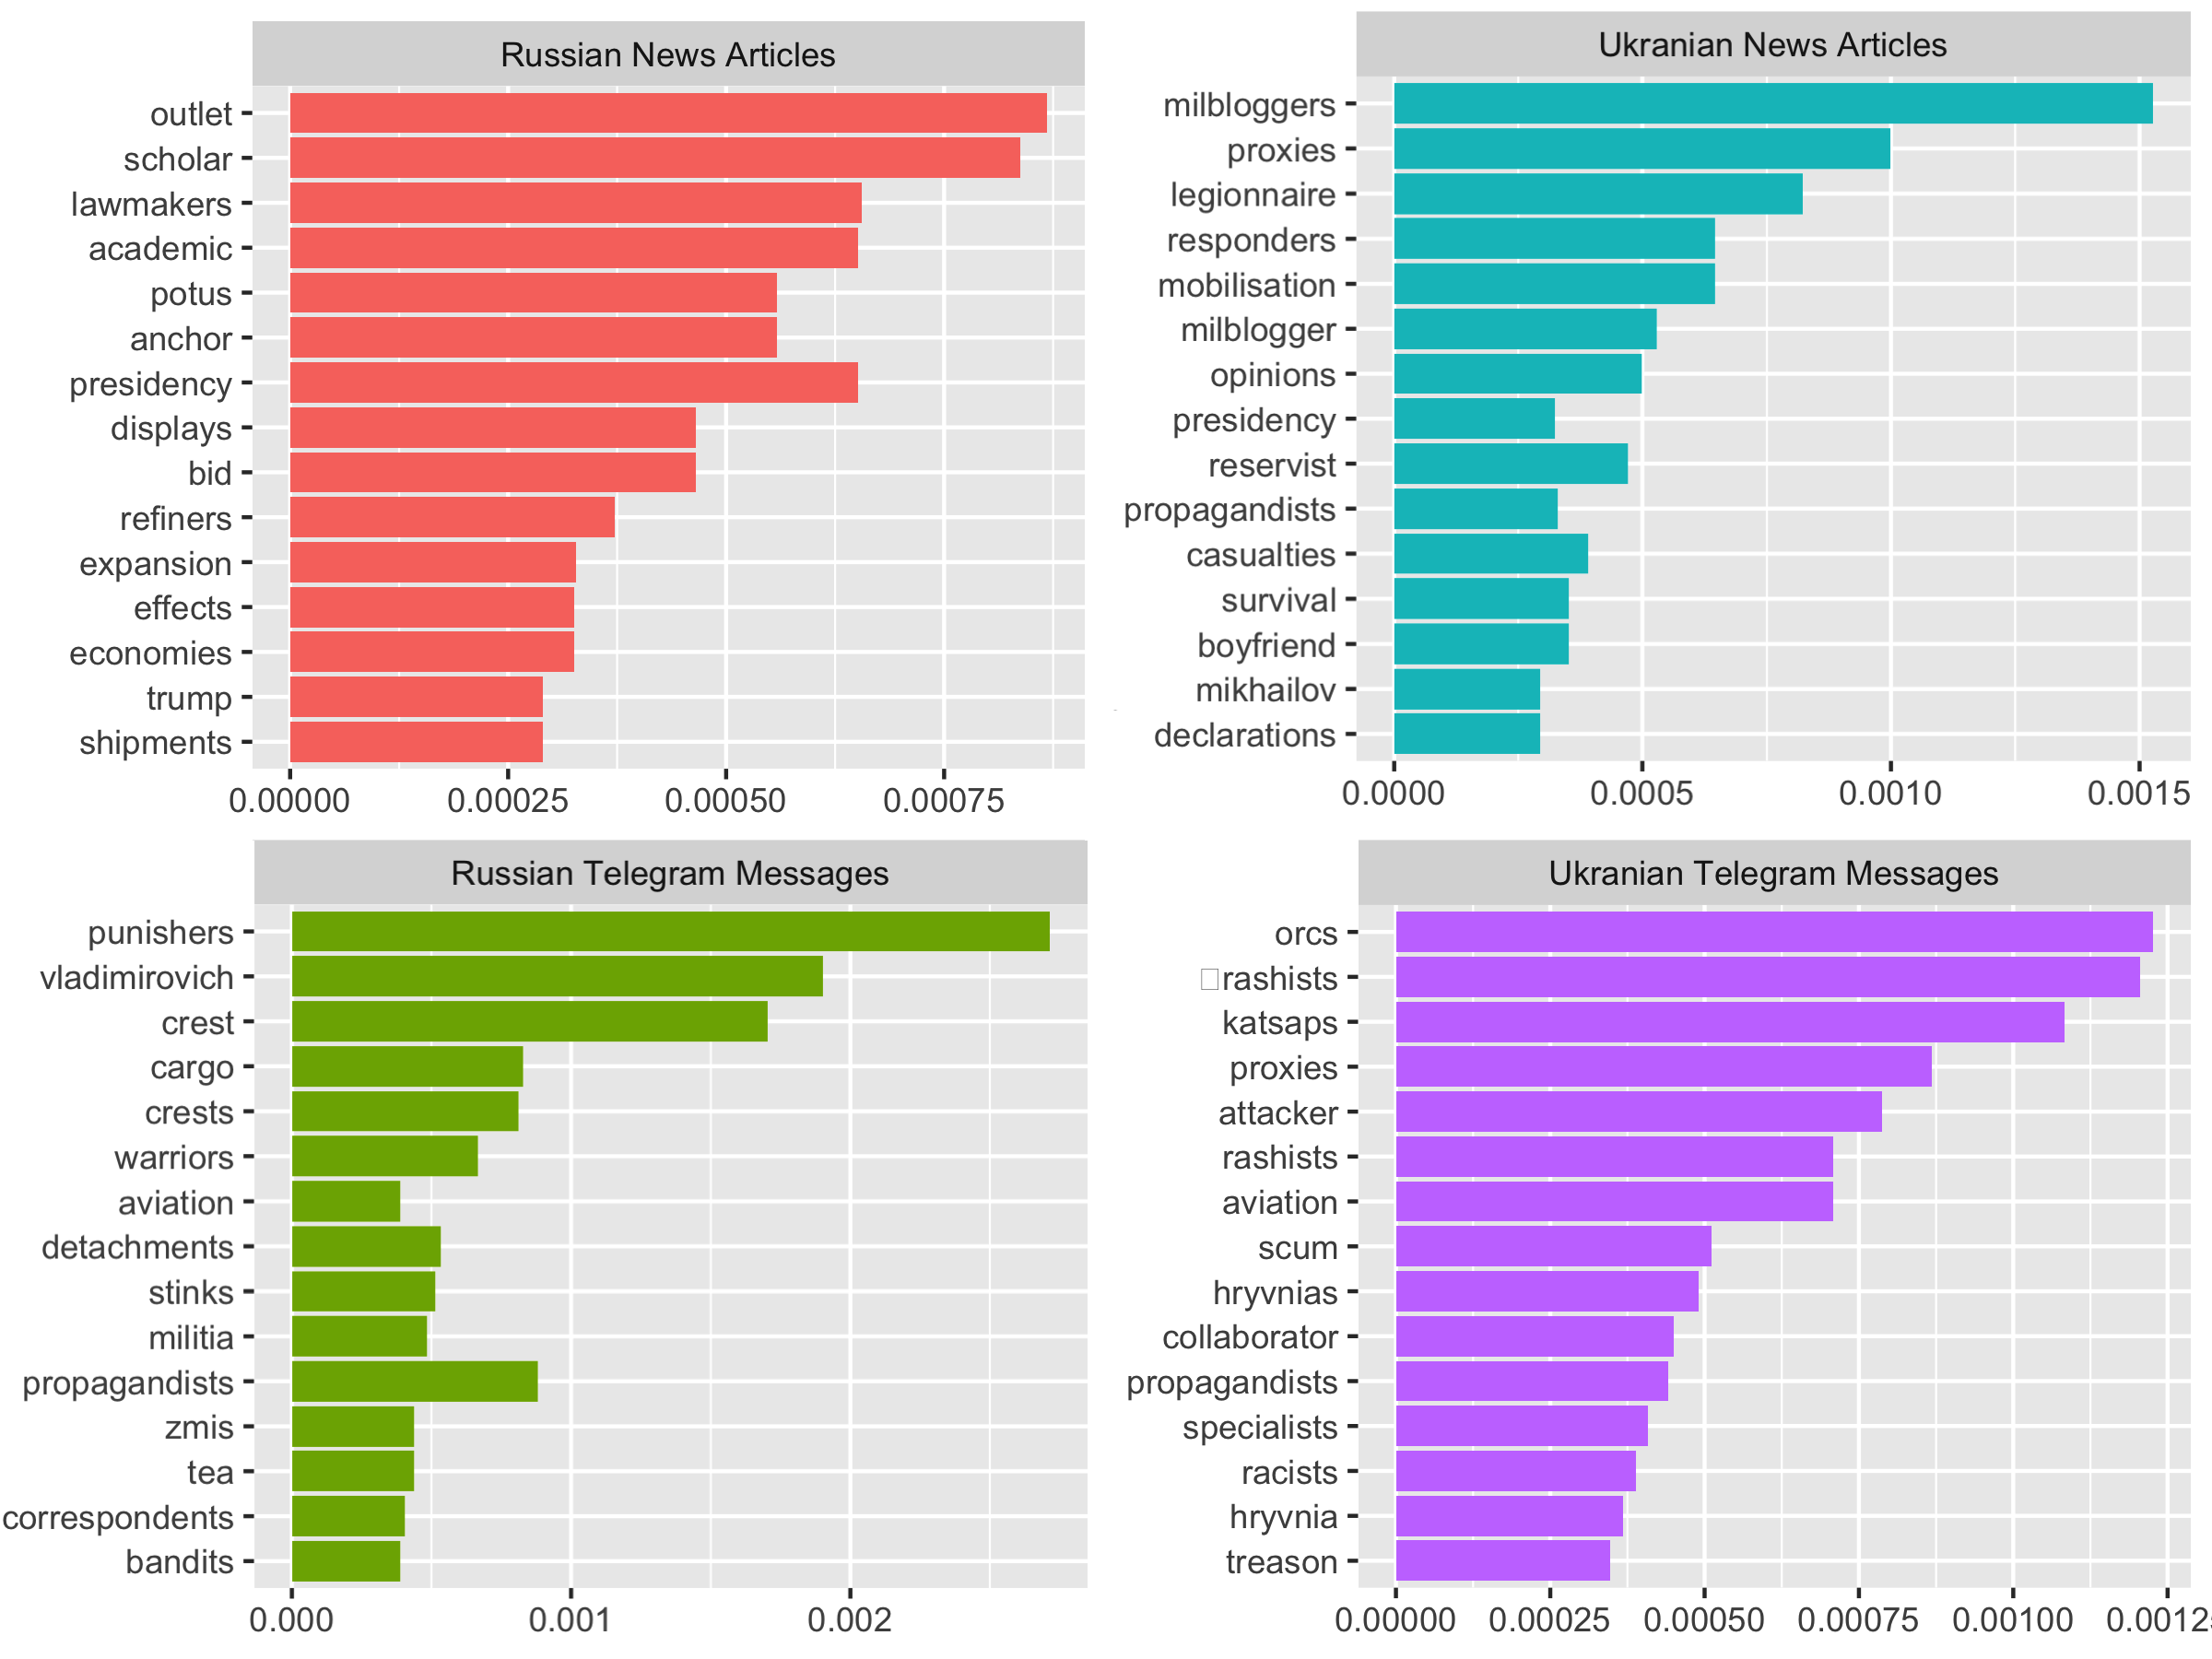 Russian News Articles
outlet
scholar
lawmakers
academic
potus
anchor
presidency
displays
bid
refiners
expansion
effects
economies
trump
shipments
0.00000 0.00025 0.00050 0.00075
Ukranian News Articles
milbloggers
proxies
legionnaire
responders
mobilisation
milblogger
opinions
presidency
reservist
propagandists
casualties
survival
boyfriend
mikhailov
declarations
0.0000 0.0005 0.0010 0.0015
Russian Telegram Messages
punishers
vladimirovich
crest
cargo
crests
warriors
aviation
detachments
stinks
militia
propagandists
zmis
tea
correspondents
bandits
0.000 0.001 0.002
Ukranian Telegram Messages
orcs
rashists
katsaps
proxies
attacker
rashists
aviation
scum
hryvnias
collaborator
propagandists
specialists
racists
hryvnia
treason
0.00000 0.00025 0.00050 0.00075 0.00100